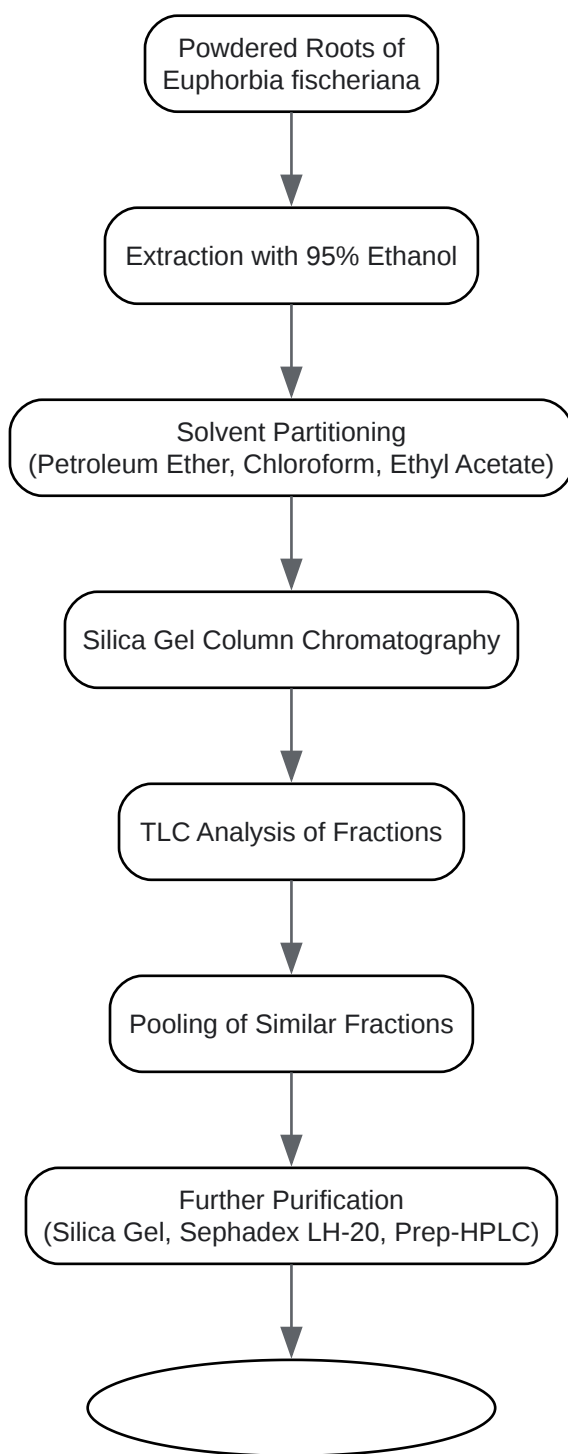 Powdered Roots of
Euphorbia fischeriana
Extraction with 95% Ethanol
Solvent Partitioning
(Petroleum Ether, Chloroform, Ethyl Acetate)
Silica Gel Column Chromatography
TLC Analysis of Fractions
Pooling of Similar Fractions
Further Purification
(Silica Gel, Sephadex LH-20, Prep-HPLC)